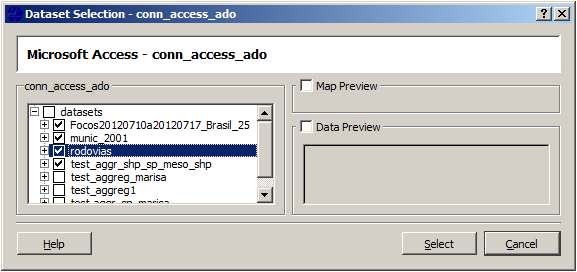 Dataset Selection - conn_access_ado
Microsoft Access - conn_access_ado
conn_access_ado
datasets
Focos20120710a20120717_Brasil_25
munic_2001
rodovias
test_aggr_shp_sp_meso_shp
test_aggreg_marisa
test_aggreg1
test_aggr_sp_marisa
Map Preview
Data Preview
Help
Select
Cancel